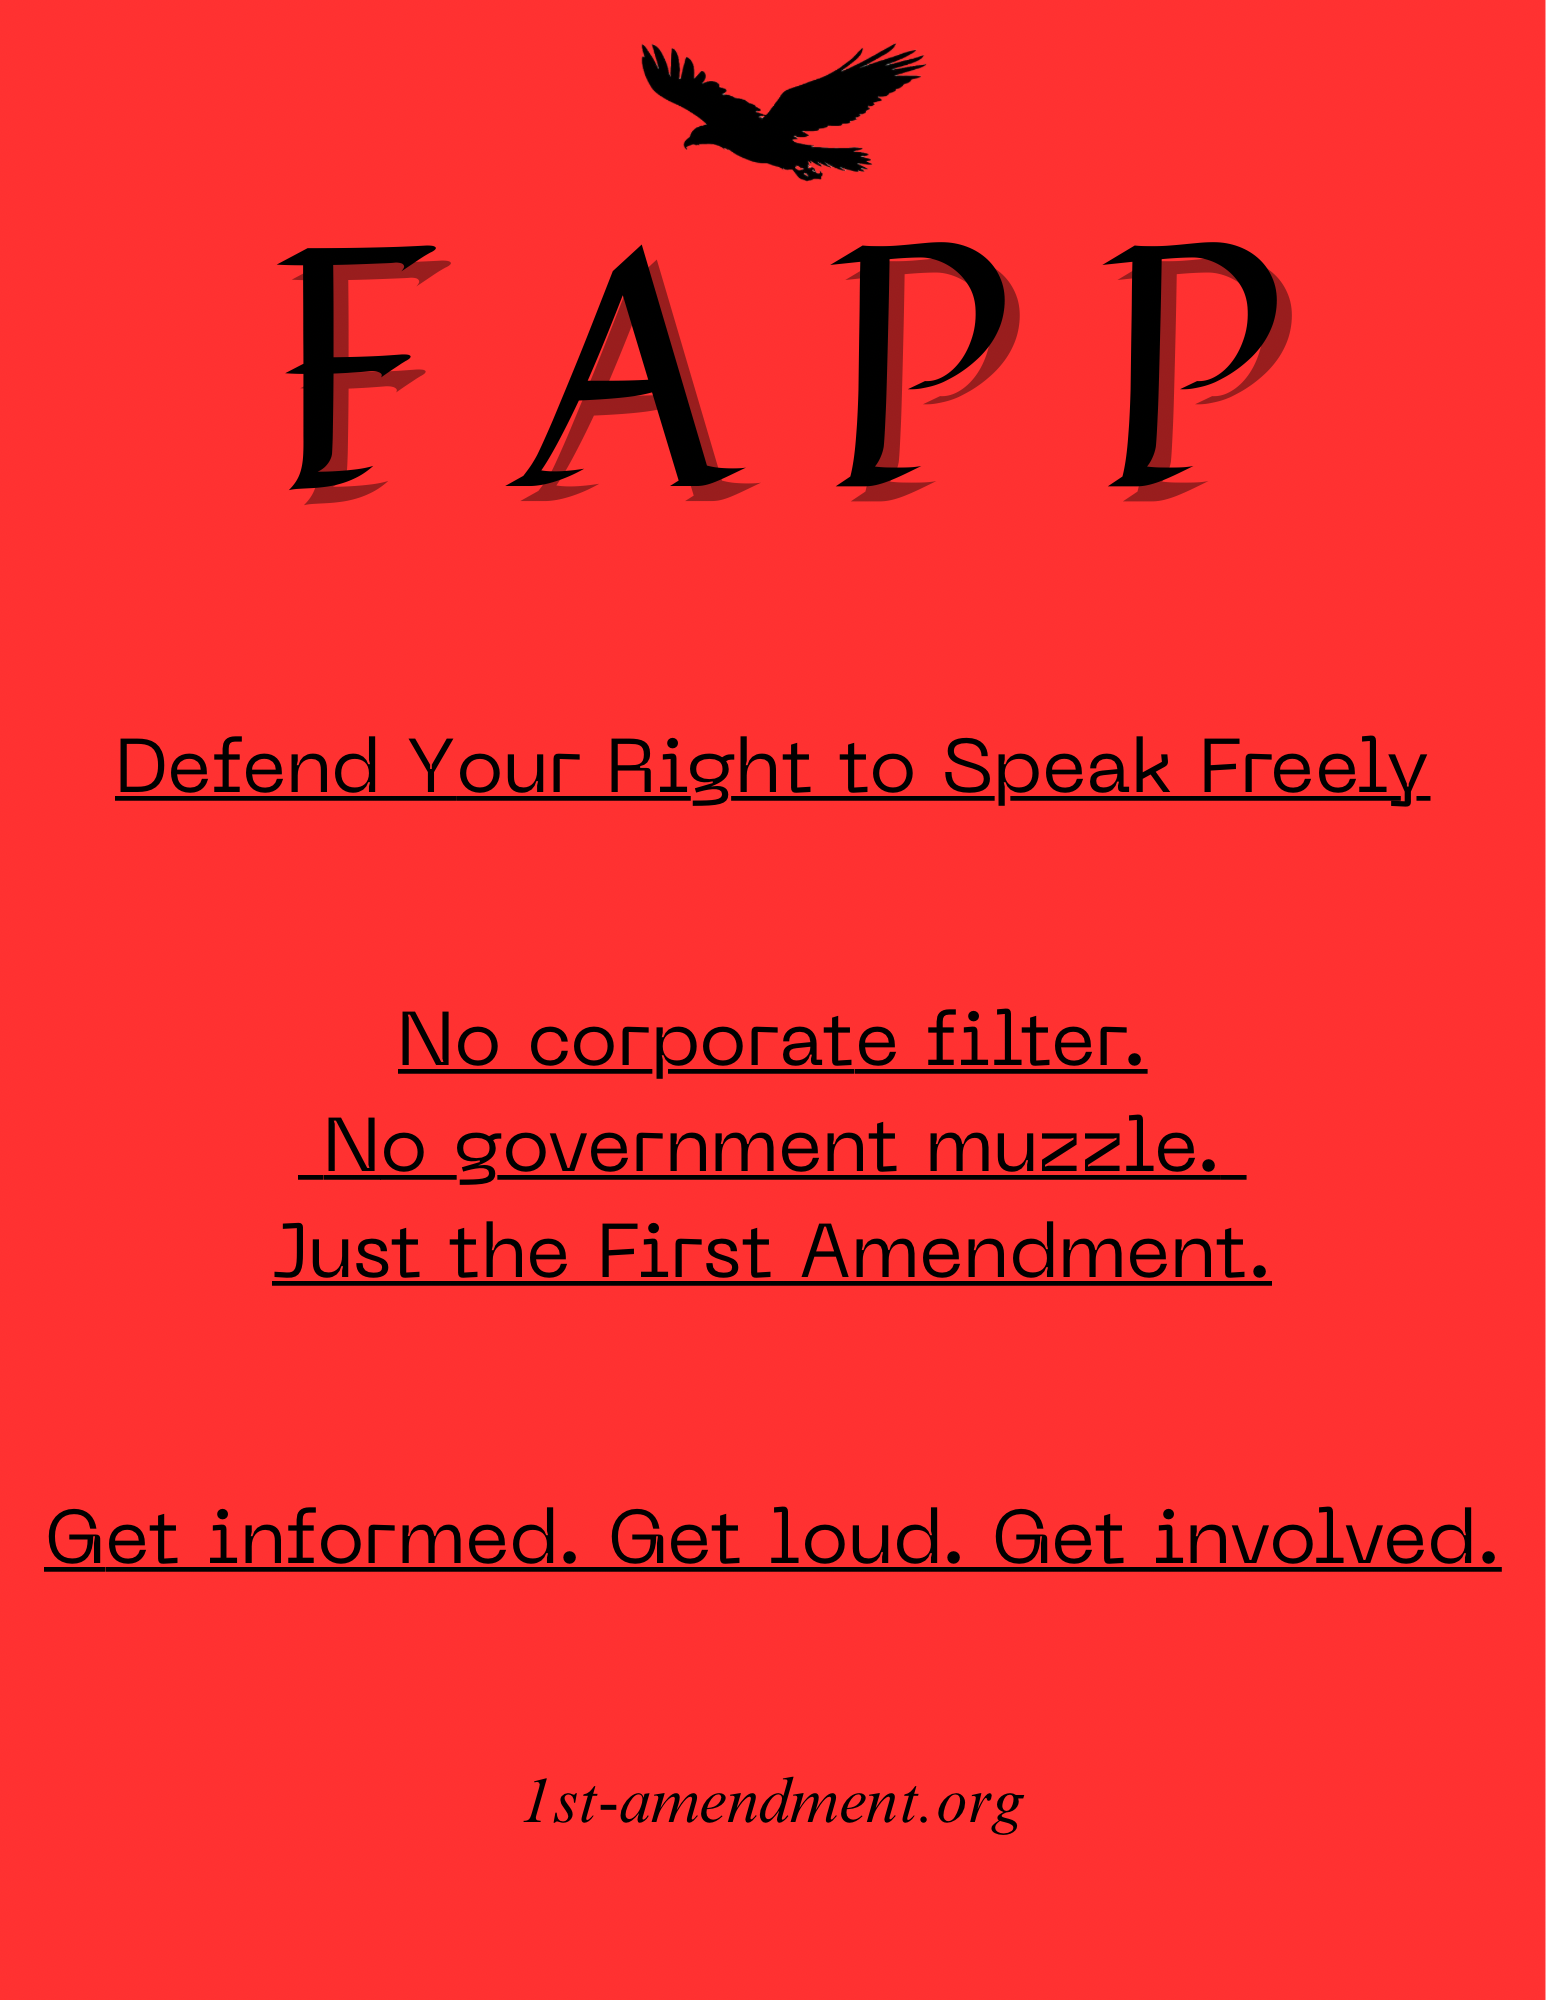 FAPP
Defend Your Right to Speak Freely
No corporate filter.
No government muzzle.
Just the First Amendment.
Get informed. Get loud. Get involved.
1st-amendment.org